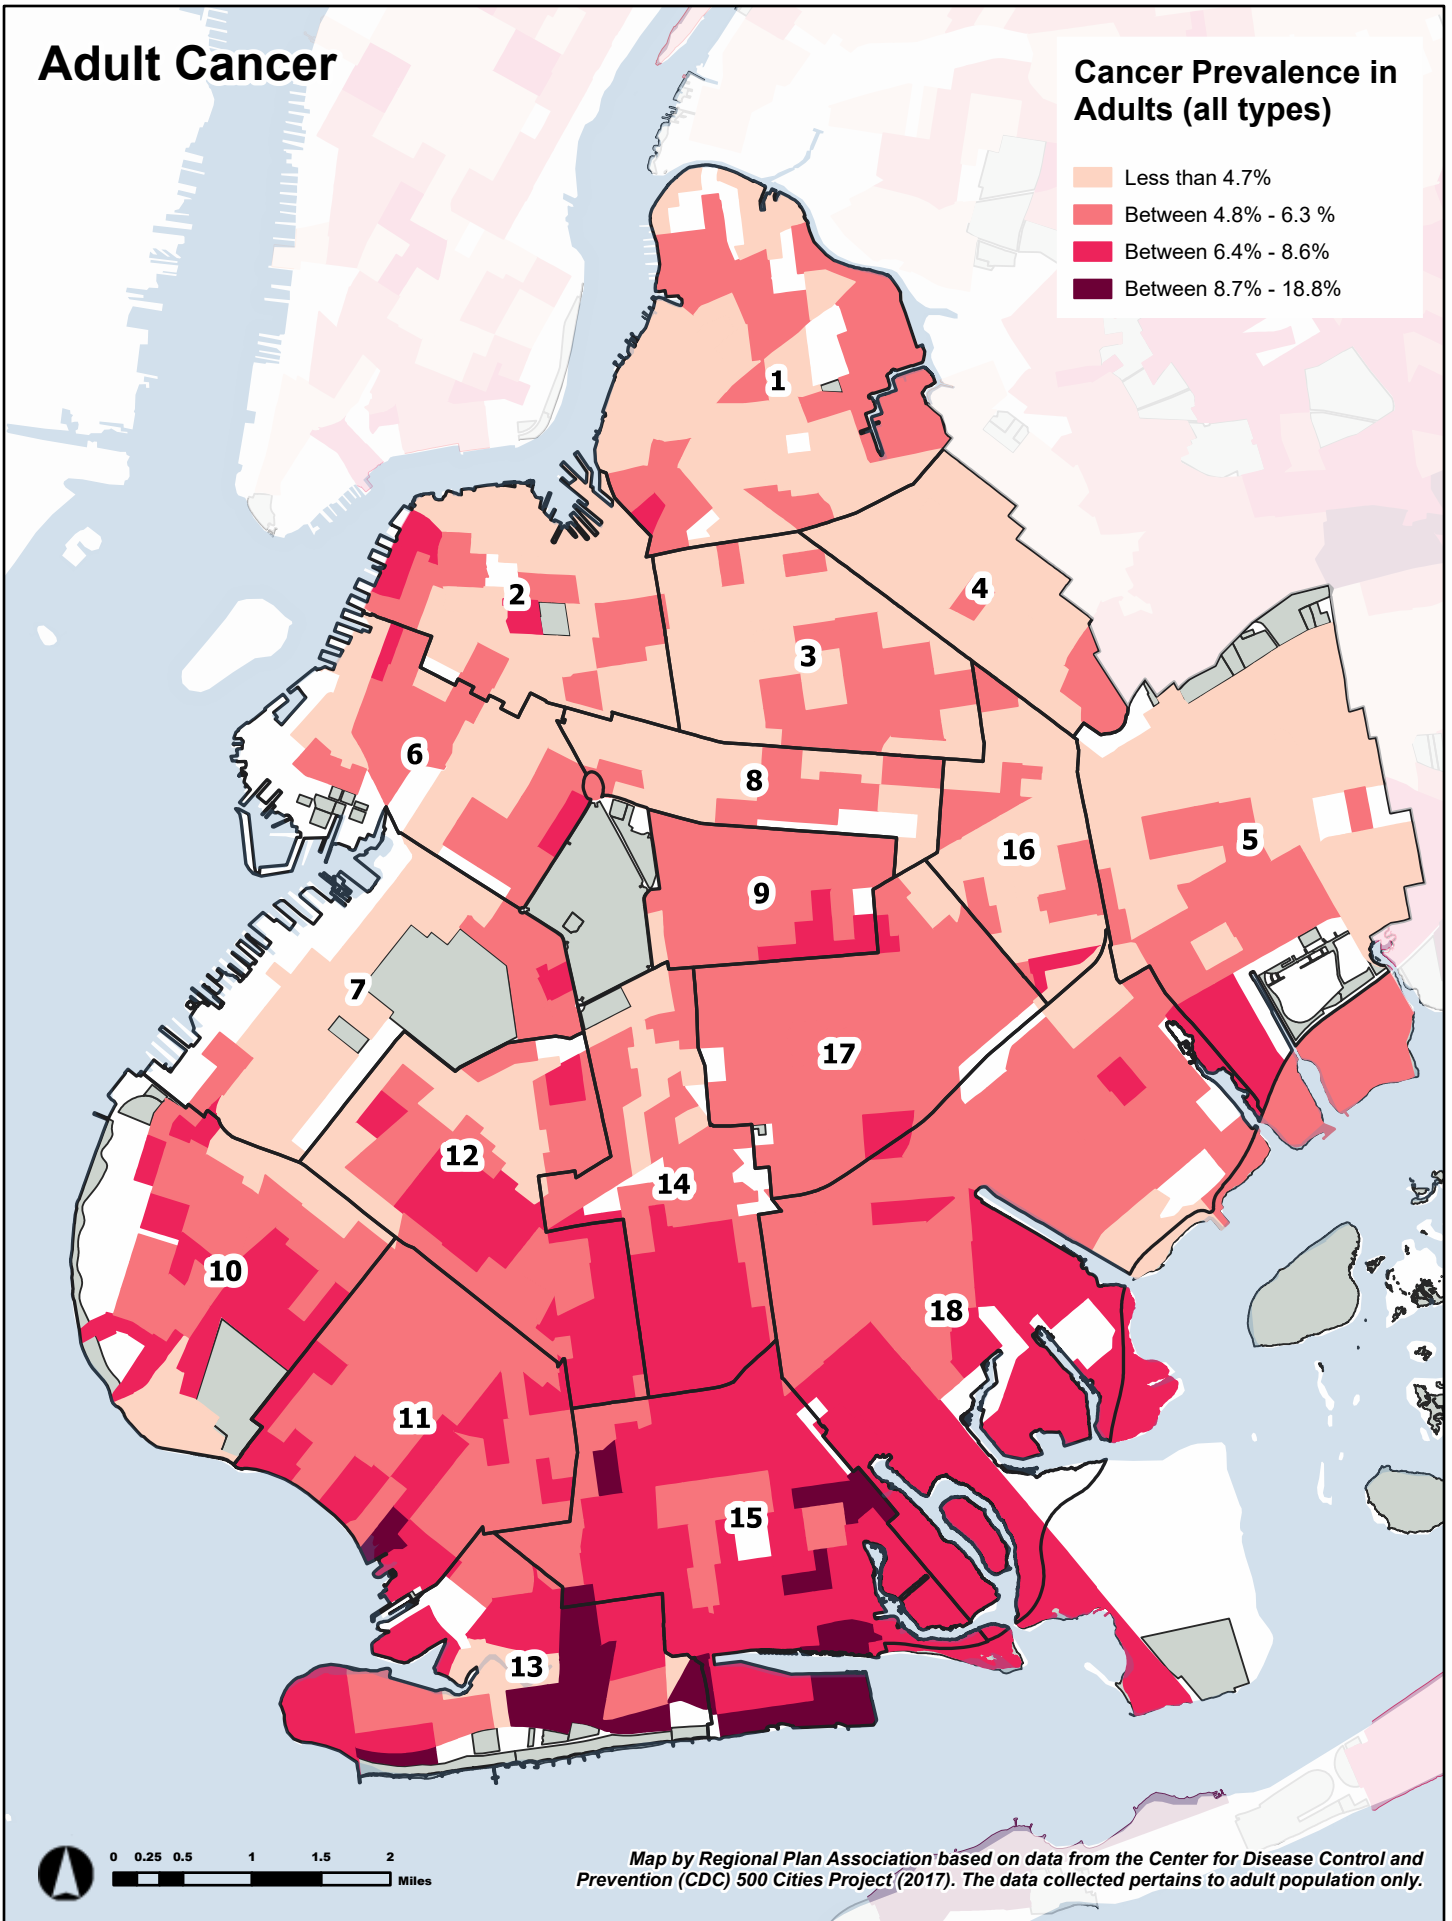 Adult Cancer
Cancer Prevalence in
Adults (all types)
Less than 4.7%
Between 4.8% - 6.3 %
Between 6.4% - 8.6%
Between 8.7% - 18.8%
1
2
4
3
6
8
5
16
9
7
17
12
14
10
18
11
15
13
0 0.25 0.5 1 1.5 2
Miles
Map by Regional Plan Association based on data from the Center for Disease Control and
Prevention (CDC) 500 Cities Project (2017). The data collected pertains to adult population only.